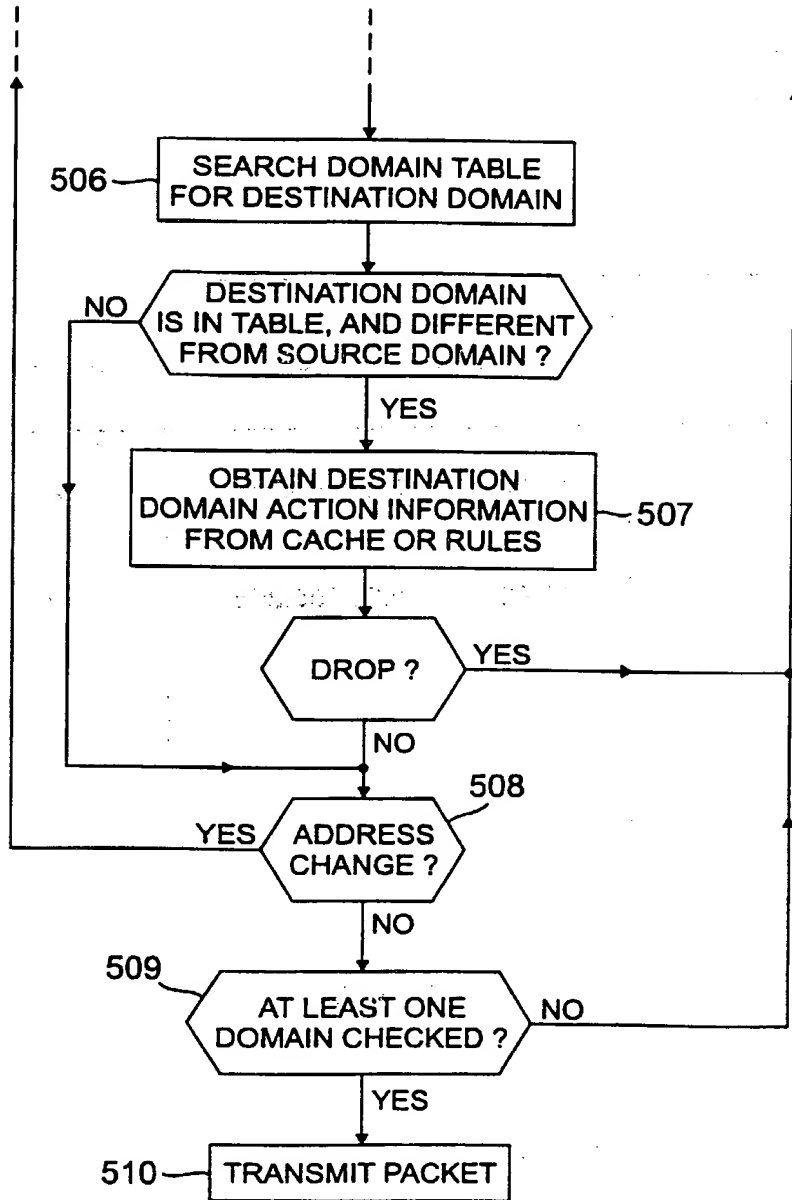 506
SEARCH DOMAIN TABLE
FOR DESTINATION DOMAIN
NO
DESTINATION DOMAIN
IS IN TABLE, AND DIFFERENT
FROM SOURCE DOMAIN ?
YES
OBTAIN DESTINATION
DOMAIN ACTION INFORMATION
FROM CACHE OR RULES
507
DROP ?
YES
NO
508
YES
ADDRESS
CHANGE ?
NO
509
AT LEAST ONE
DOMAIN CHECKED ?
NO
YES
510
TRANSMIT PACKET